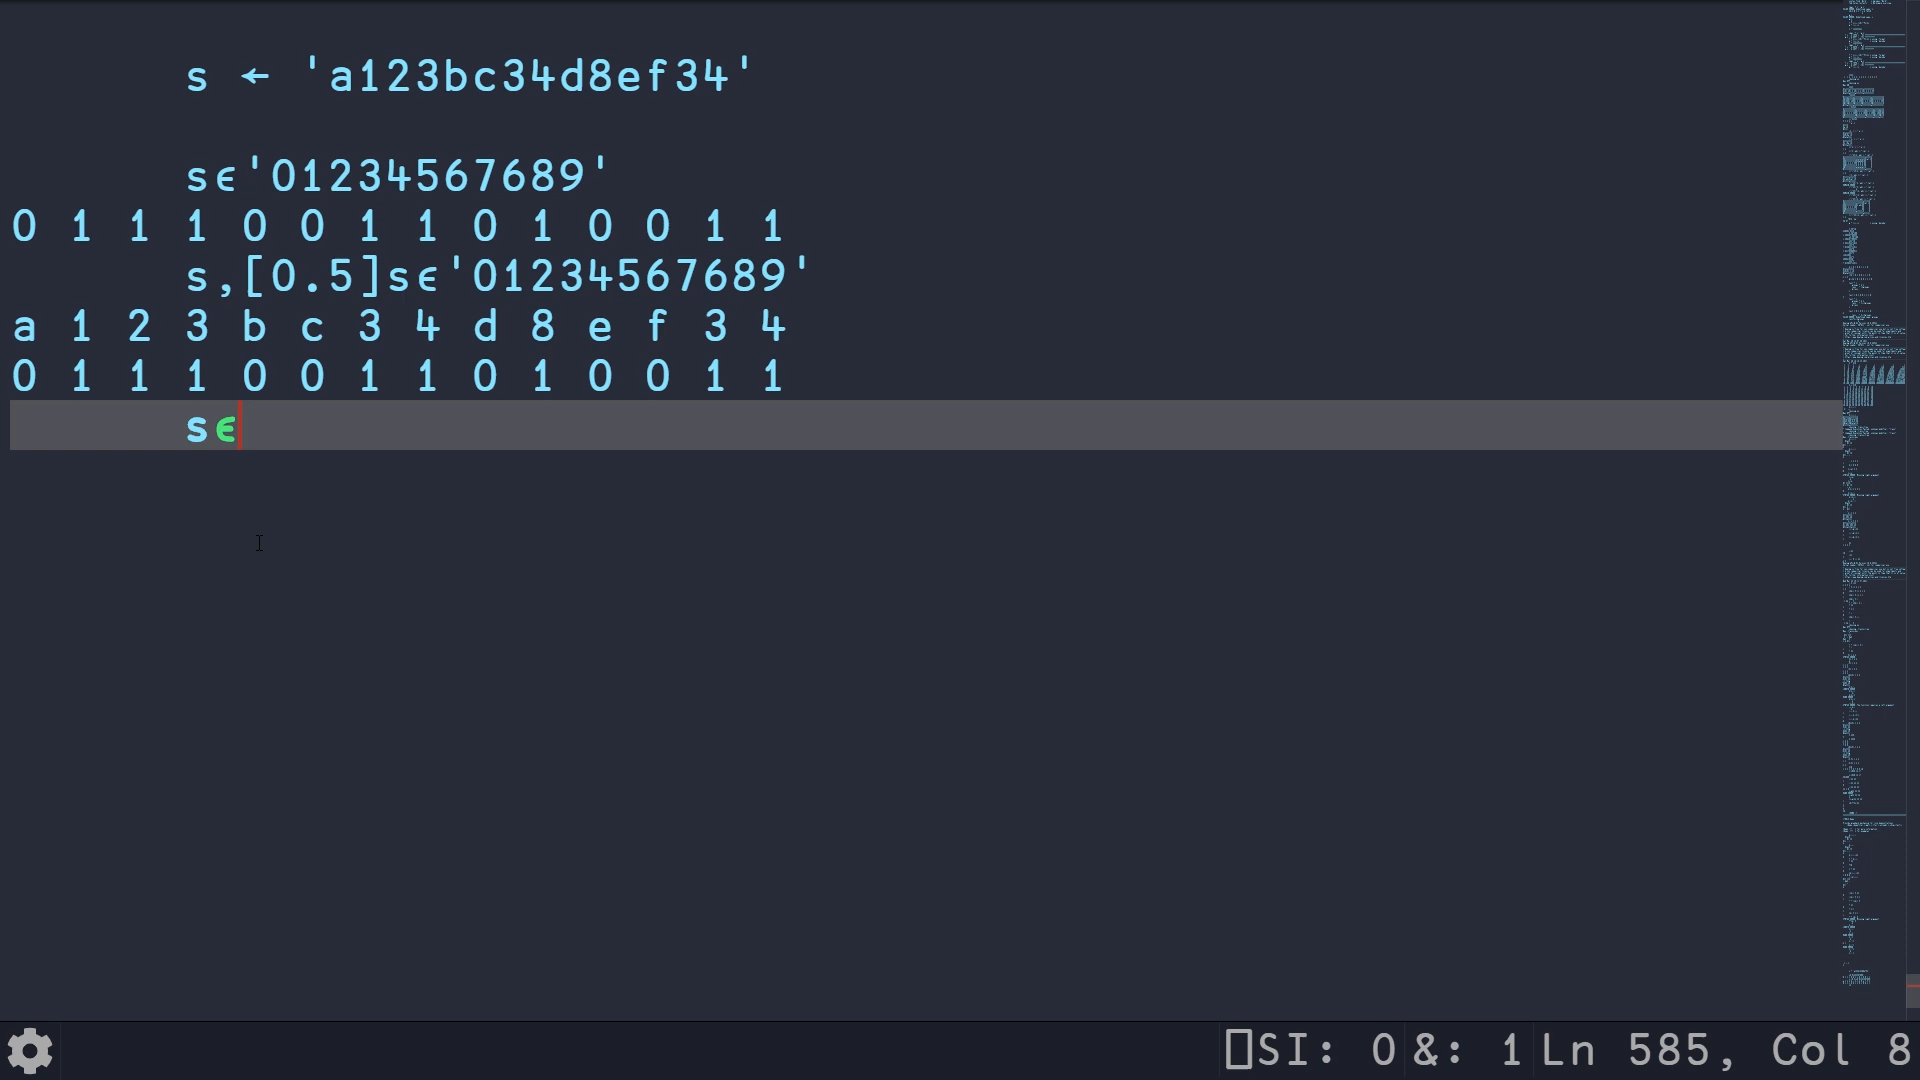 s ← 'a123bc34d8ef34'
s∊'01234567689'
0 1 1 1 0 0 1 1 0 1 0 0 1 1
s,[0.5]s∊'01234567689'
a 1 2 3 b c 3 4 d 8 e f 3 4
0 1 1 1 0 0 1 1 0 1 0 0 1 1
s∊
⎕SI: 0 &: 1 Ln 585, Col 8